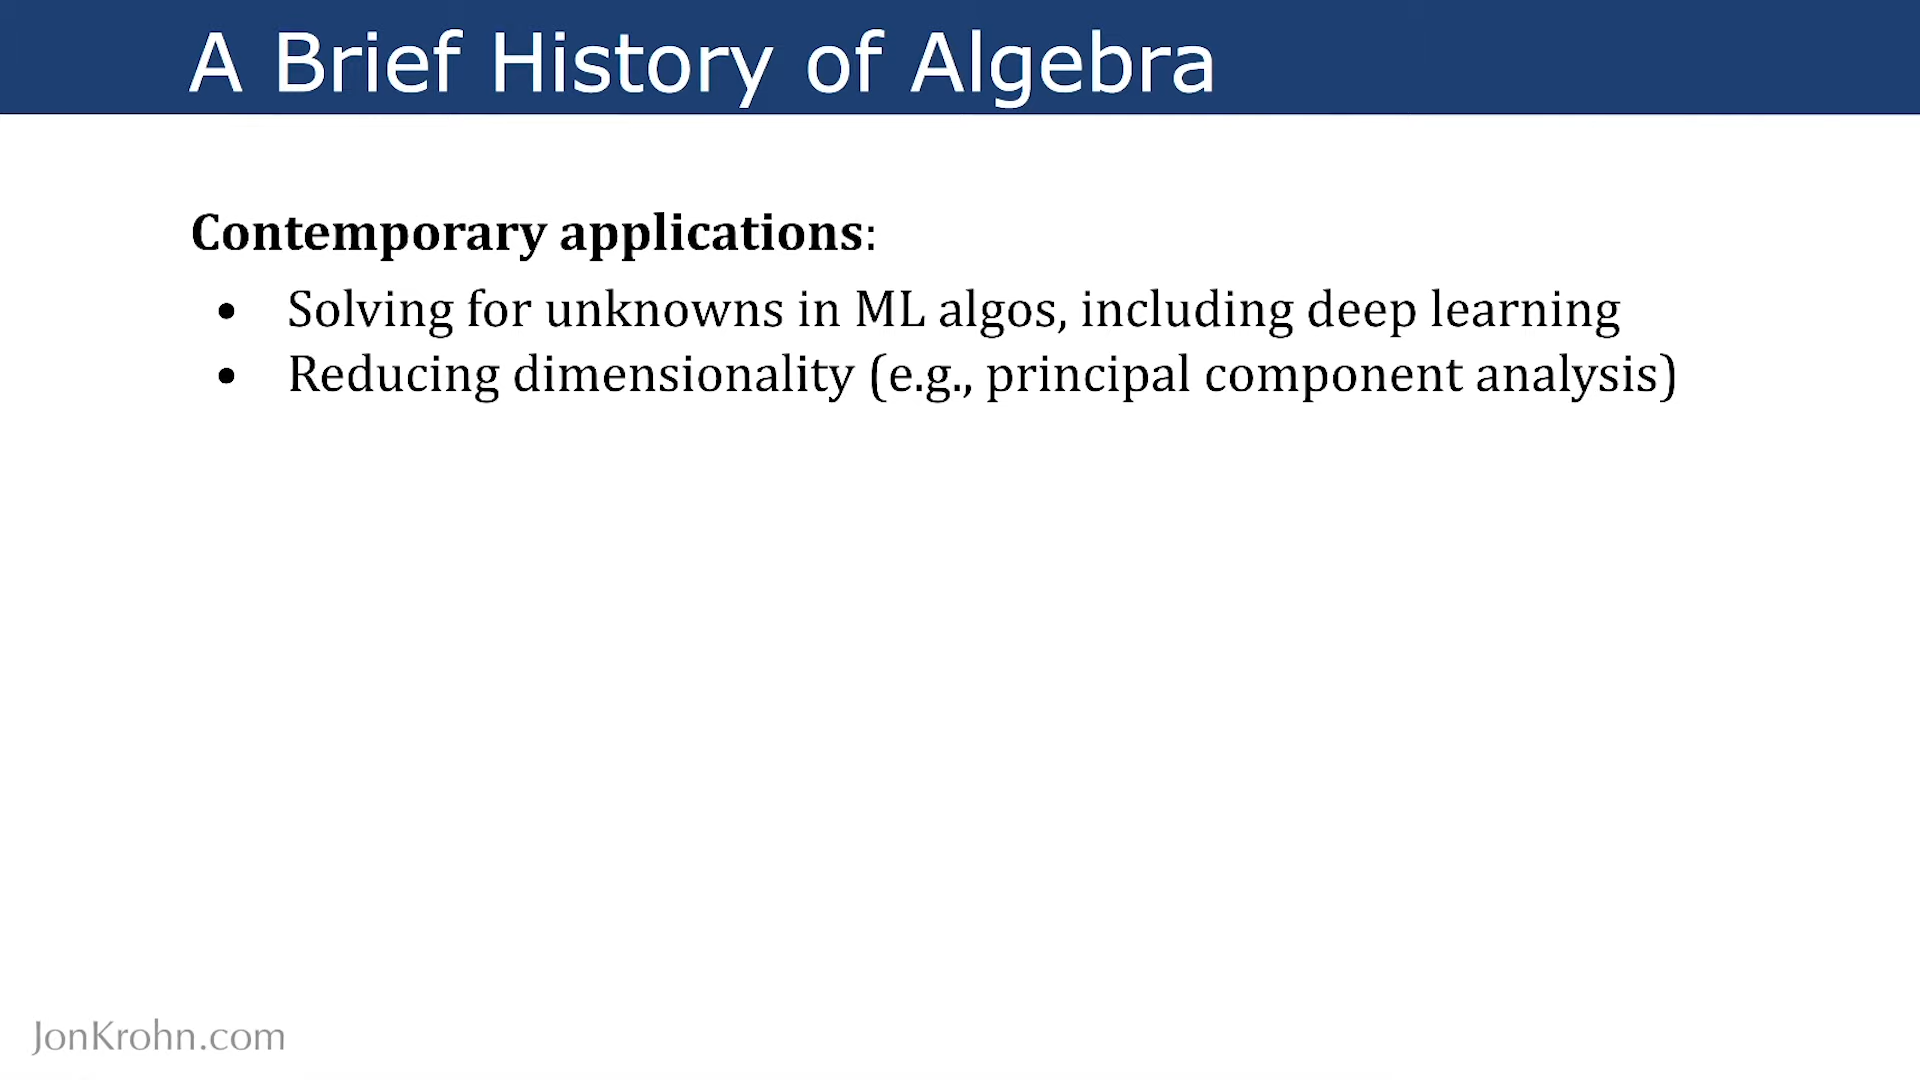 A Brief History of Algebra
Contemporary applications:
• Solving for unknowns in ML algos, including deep learning
• Reducing dimensionality (e.g., principal component analysis)
JonKrohn.com